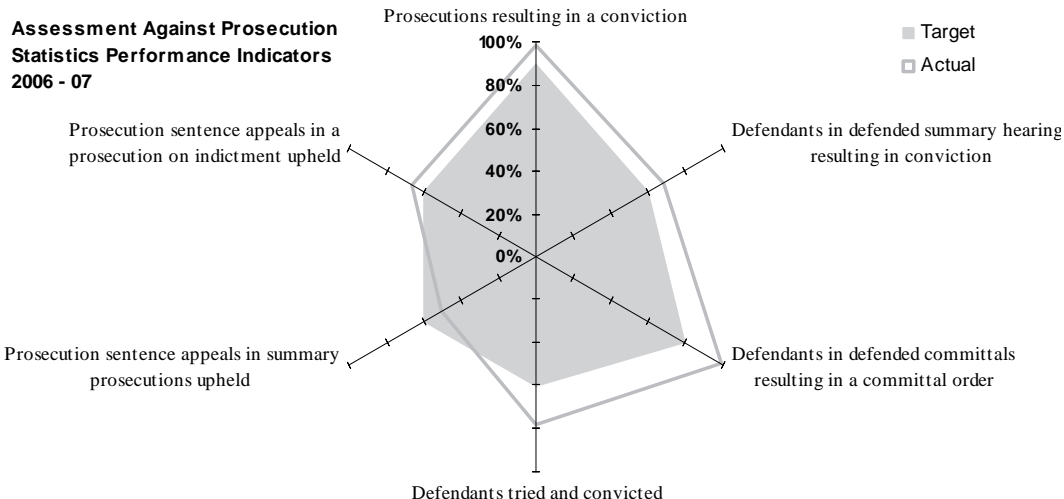 Assessment Against Prosecution
Statistics Performance Indicators
2006 - 07
Prosecutions resulting in a conviction
Target
Actual
100%
80%
60%
40%
20%
0%
Defendants in defended summary hearing
resulting in conviction
Defendants in defended committals
resulting in a committal order
Defendants tried and convicted
Prosecution sentence appeals in summary
prosecutions upheld
Prosecution sentence appeals in a
prosecution on indictment upheld